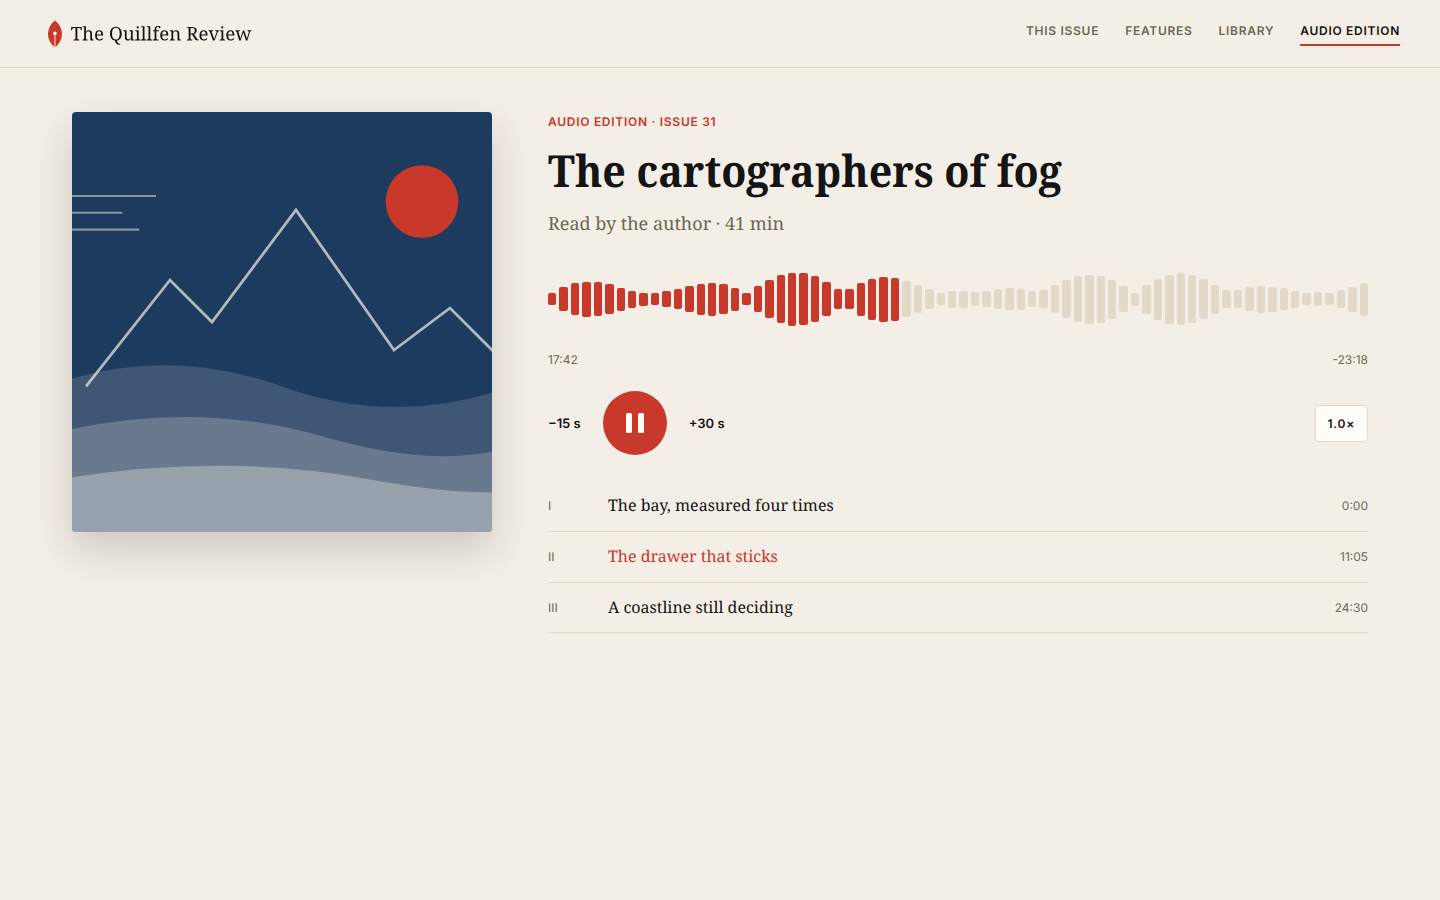 The Quillfen Review
THIS ISSUE FEATURES LIBRARY AUDIO EDITION
AUDIO EDITION · ISSUE 31
The cartographers of fog
Read by the author · 41 min
17:42 -23:18
−15 s +30 s 1.0×
I The bay, measured four times 0:00
II The drawer that sticks 11:05
III A coastline still deciding 24:30